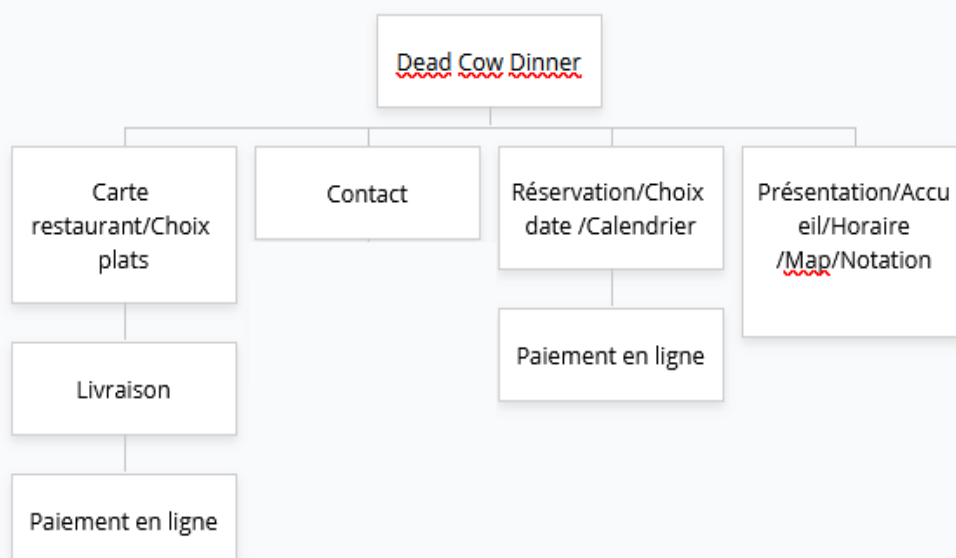 Dead Cow Dinner
Carte
restaurant/Choix
plats
Contact
Réservation/Choix
date /Calendrier
Présentation/Accu
eil/Horaire
/Map/Notation
Livraison
Paiement en ligne
Paiement en ligne